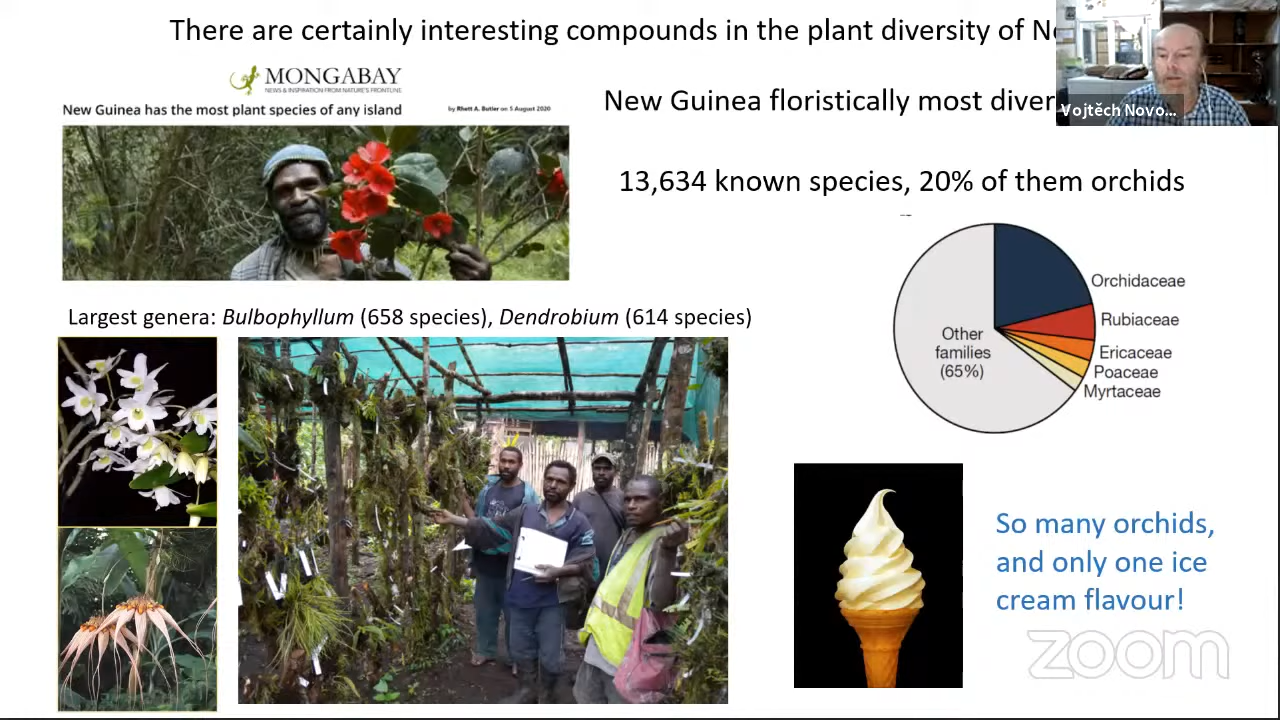 There are certainly interesting compounds in the plant diversity of
MONGABAY
NEWS & INSPIRATION FROM NATURE'S FRONTLINE
New Guinea has the most plant species of any island
by Rhett A. Butler on 5 August 2020
New Guinea floristically most
Vojtěch Novo...
13,634 known species, 20% of them orchids
Orchidaceae
Rubiaceae
Ericaceae
Poaceae
Myrtaceae
Other
families
(65%)
Largest genera: Bulbophyllum (658 species), Dendrobium (614 species)
So many orchids,
and only one ice
cream flavour!
zoom